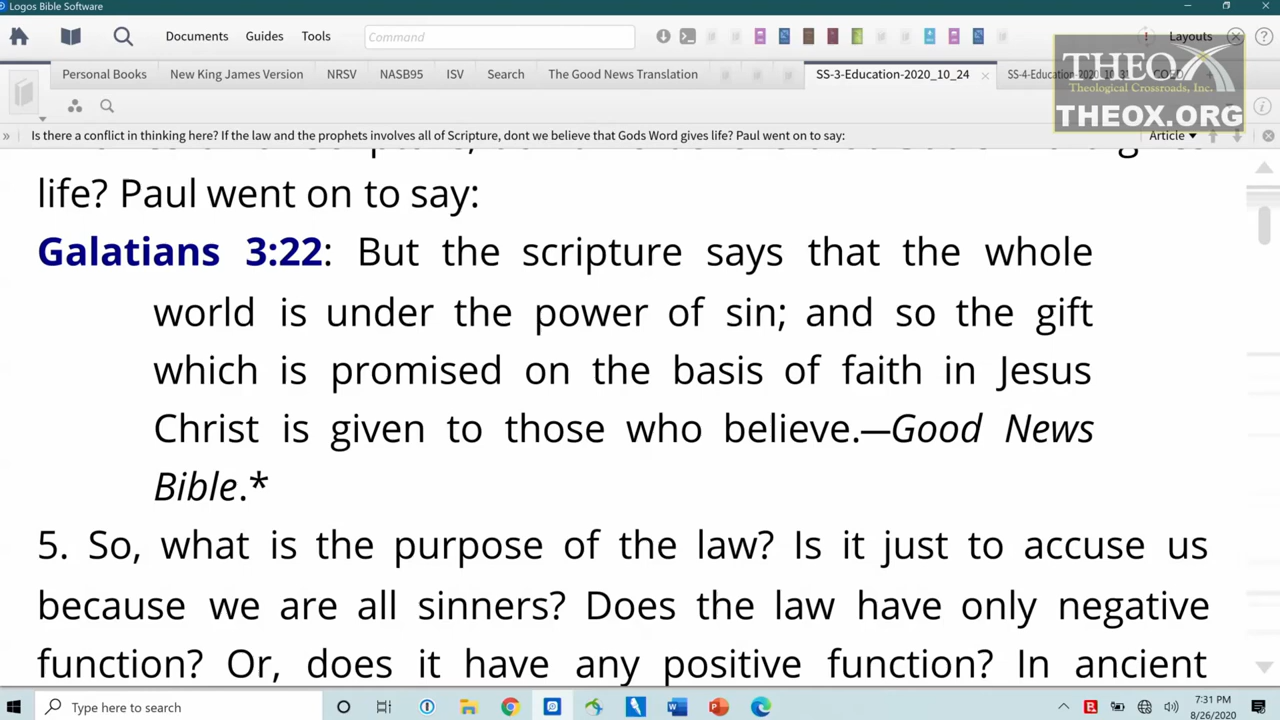 Logos Bible Software
Documents Guides Tools Command Layouts
Personal Books New King James Version NRSV NASB95 ISV Search The Good News Translation SS-3-Education-2020_10_24 SS-4-Education-2020_10_31
THEOX
Theological Crossroads, Inc.
THEOX.ORG
Is there a conflict in thinking here? If the law and the prophets involves all of Scripture, dont we believe that Gods Word gives life? Paul went on to say: Article
life? Paul went on to say:
Galatians 3:22: But the scripture says that the whole
world is under the power of sin; and so the gift
which is promised on the basis of faith in Jesus
Christ is given to those who believe.—Good News
Bible.*
5. So, what is the purpose of the law? Is it just to accuse us
because we are all sinners? Does the law have only negative
function? Or, does it have any positive function? In ancient
Type here to search
7:31 PM
8/26/2020